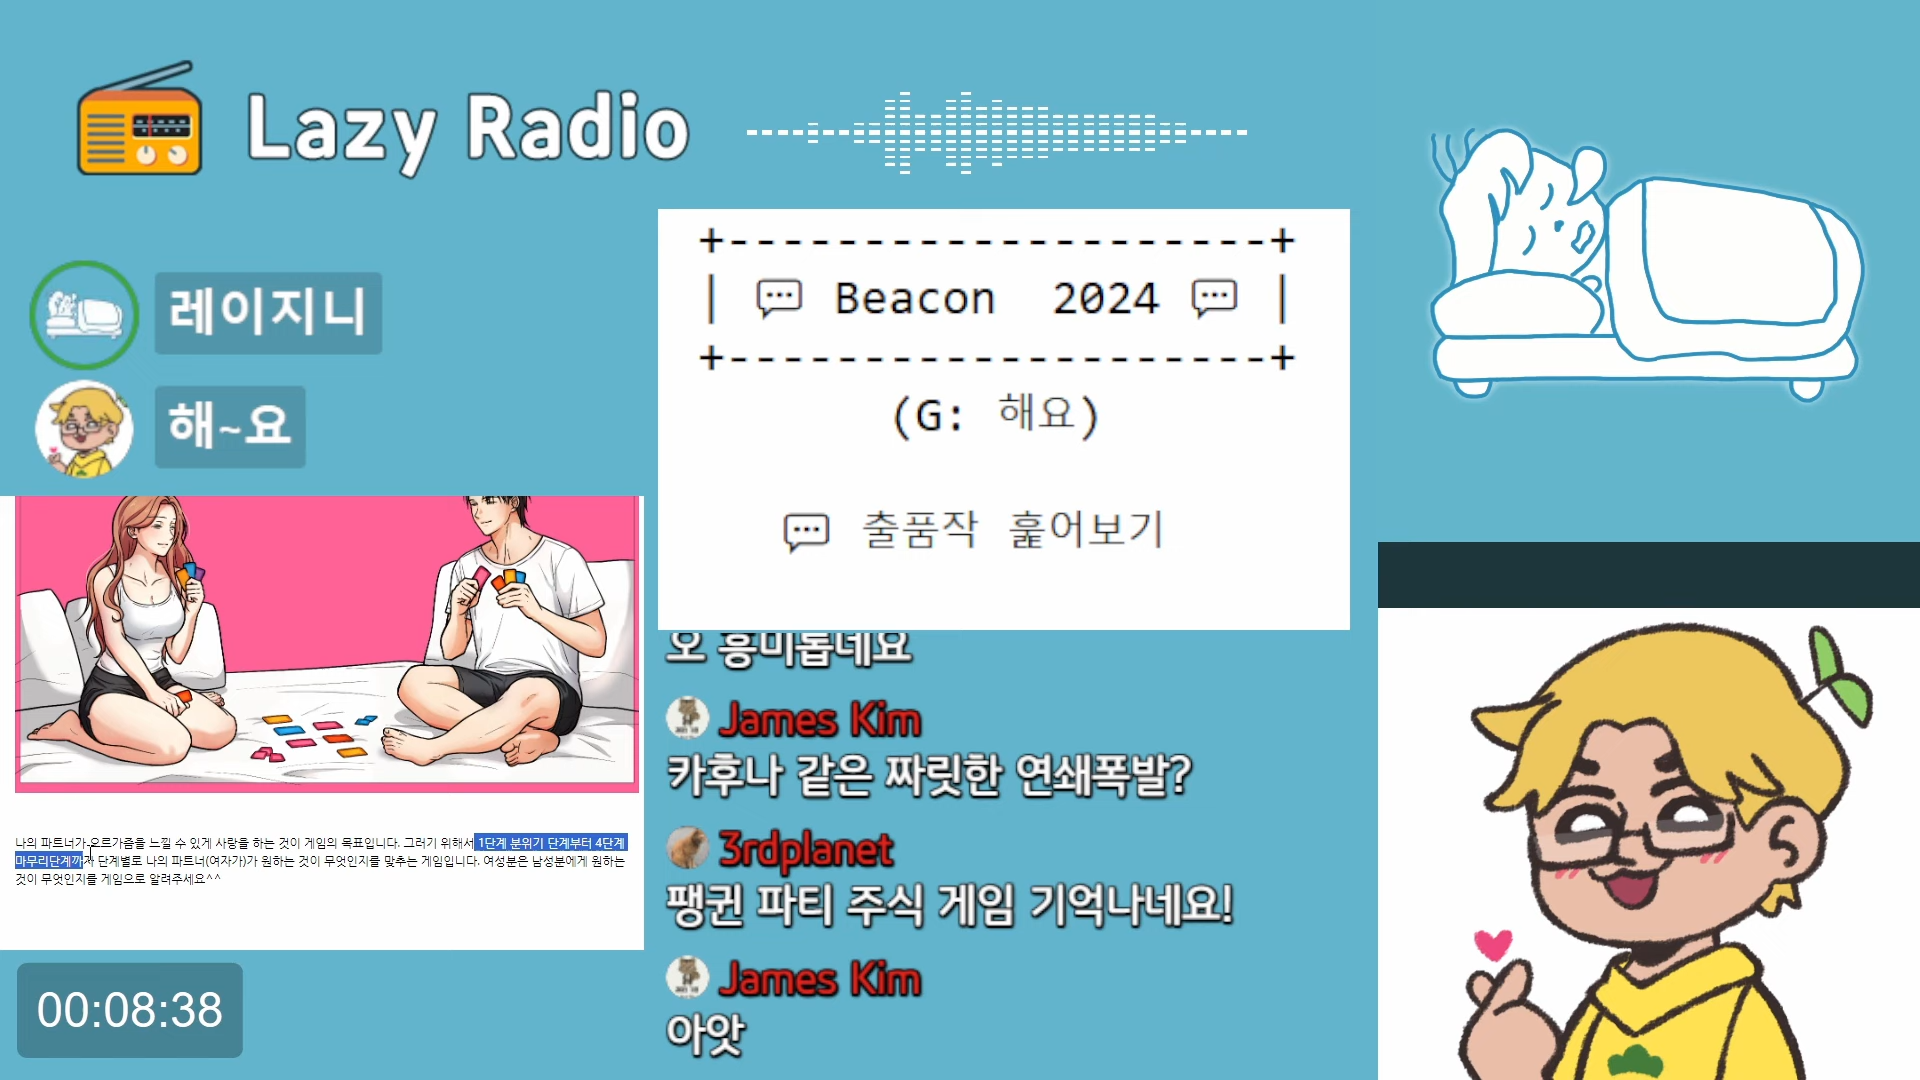 Lazy Radio
레이지니
해~요
+--------------------+
| 💬 Beacon 2024 💬 |
+--------------------+
(G: 해요)
💬 출품작 훑어보기
나의 파트너가 오르가즘을 느낄 수 있게 사랑을 하는 것이 게임의 목표입니다. 그러기 위해서 1단계 분위기 단계부터 4단계
마무리단계까지 단계별로 나의 파트너(여자가)가 원하는 것이 무엇인지를 맞추는 게임입니다. 여성분은 남성분에게 원하는
것이 무엇인지를 게임으로 알려주세요^^
오 흥미롭네요
James Kim
카후나 같은 짜릿한 연쇄폭발?
3rdplanet
팽퀸 파티 주식 게임 기억나네요!
James Kim
아앗
00:08:38